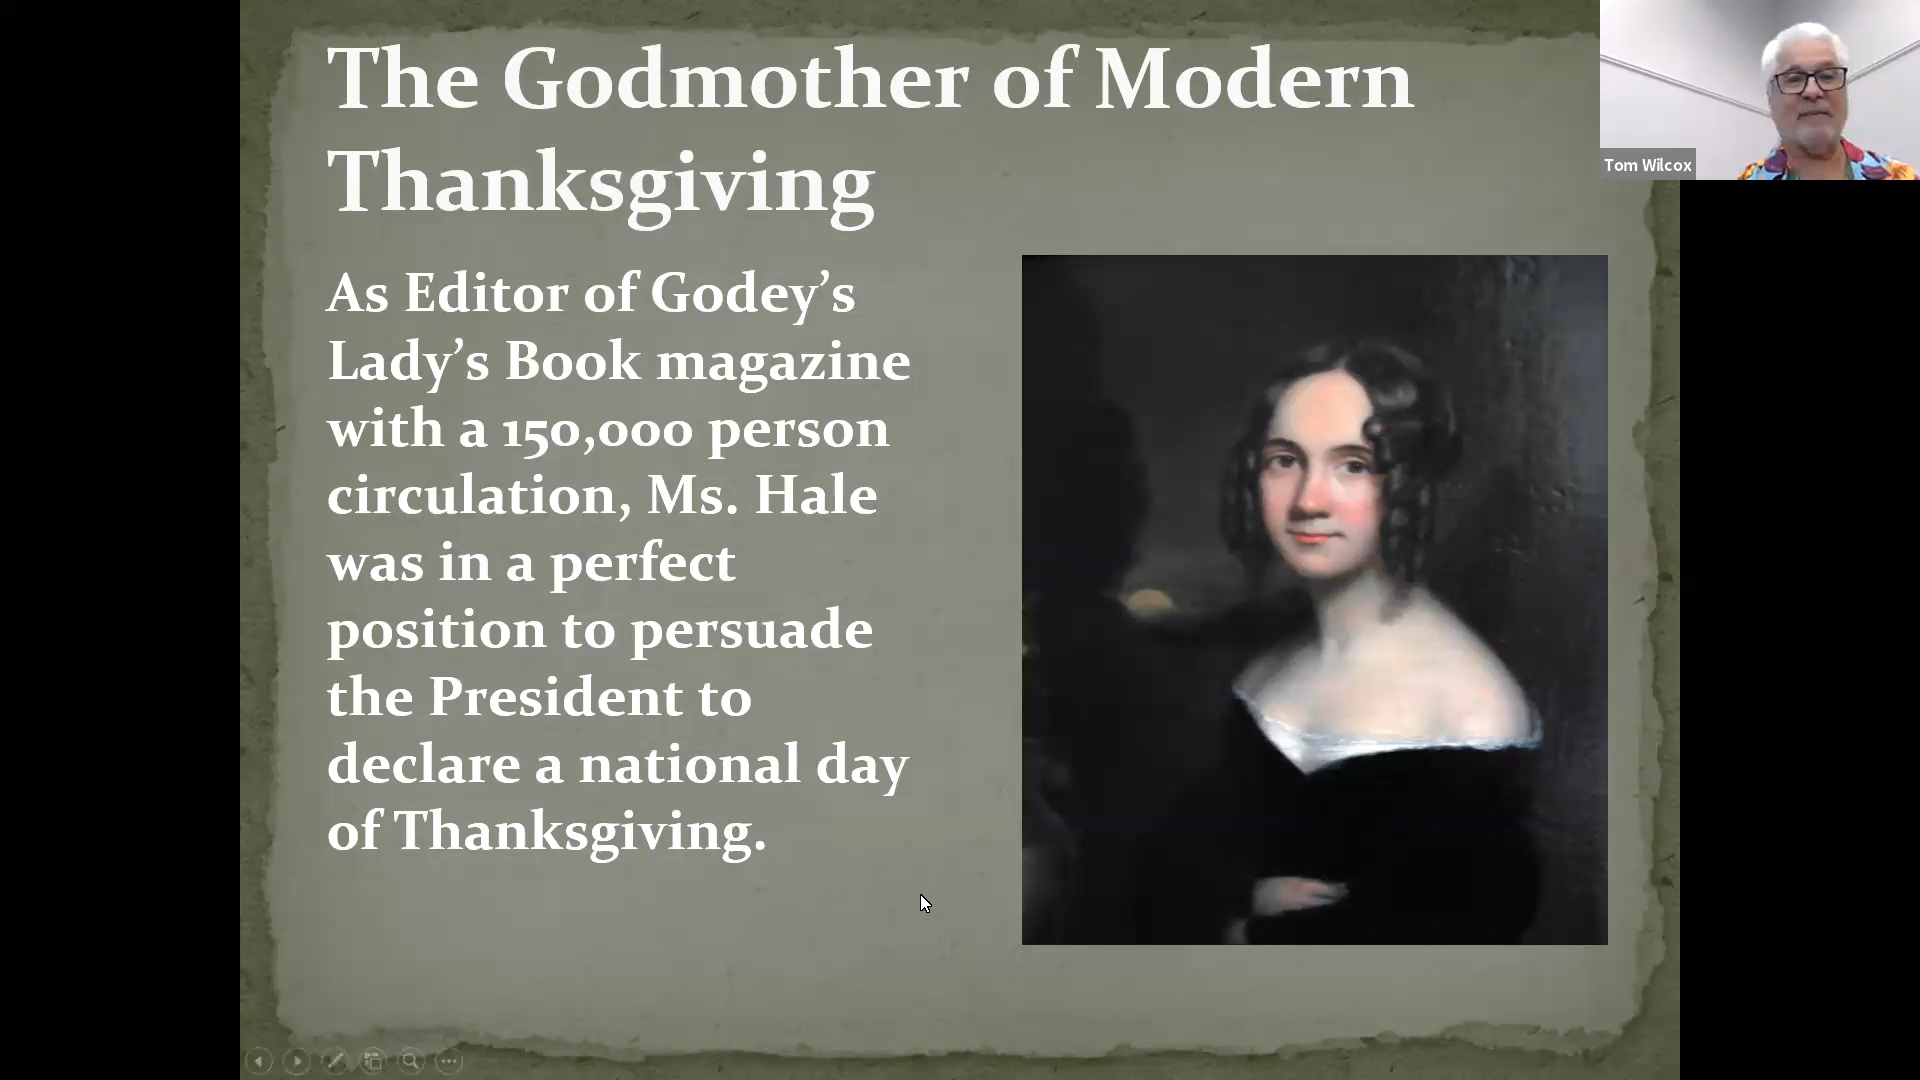 The Godmother of Modern
Thanksgiving
As Editor of Godey’s
Lady’s Book magazine
with a 150,000 person
circulation, Ms. Hale
was in a perfect
position to persuade
the President to
declare a national day
of Thanksgiving.
Tom Wilcox